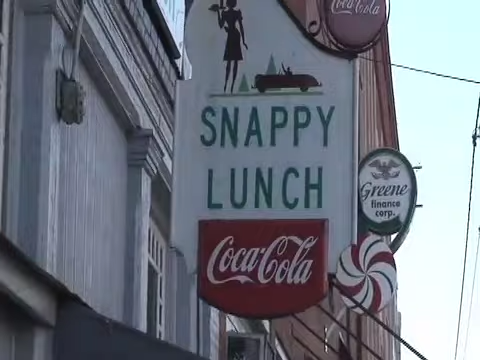 Coca-Cola
SNAPPY
LUNCH
Coca-Cola
Greene
finance
corp.